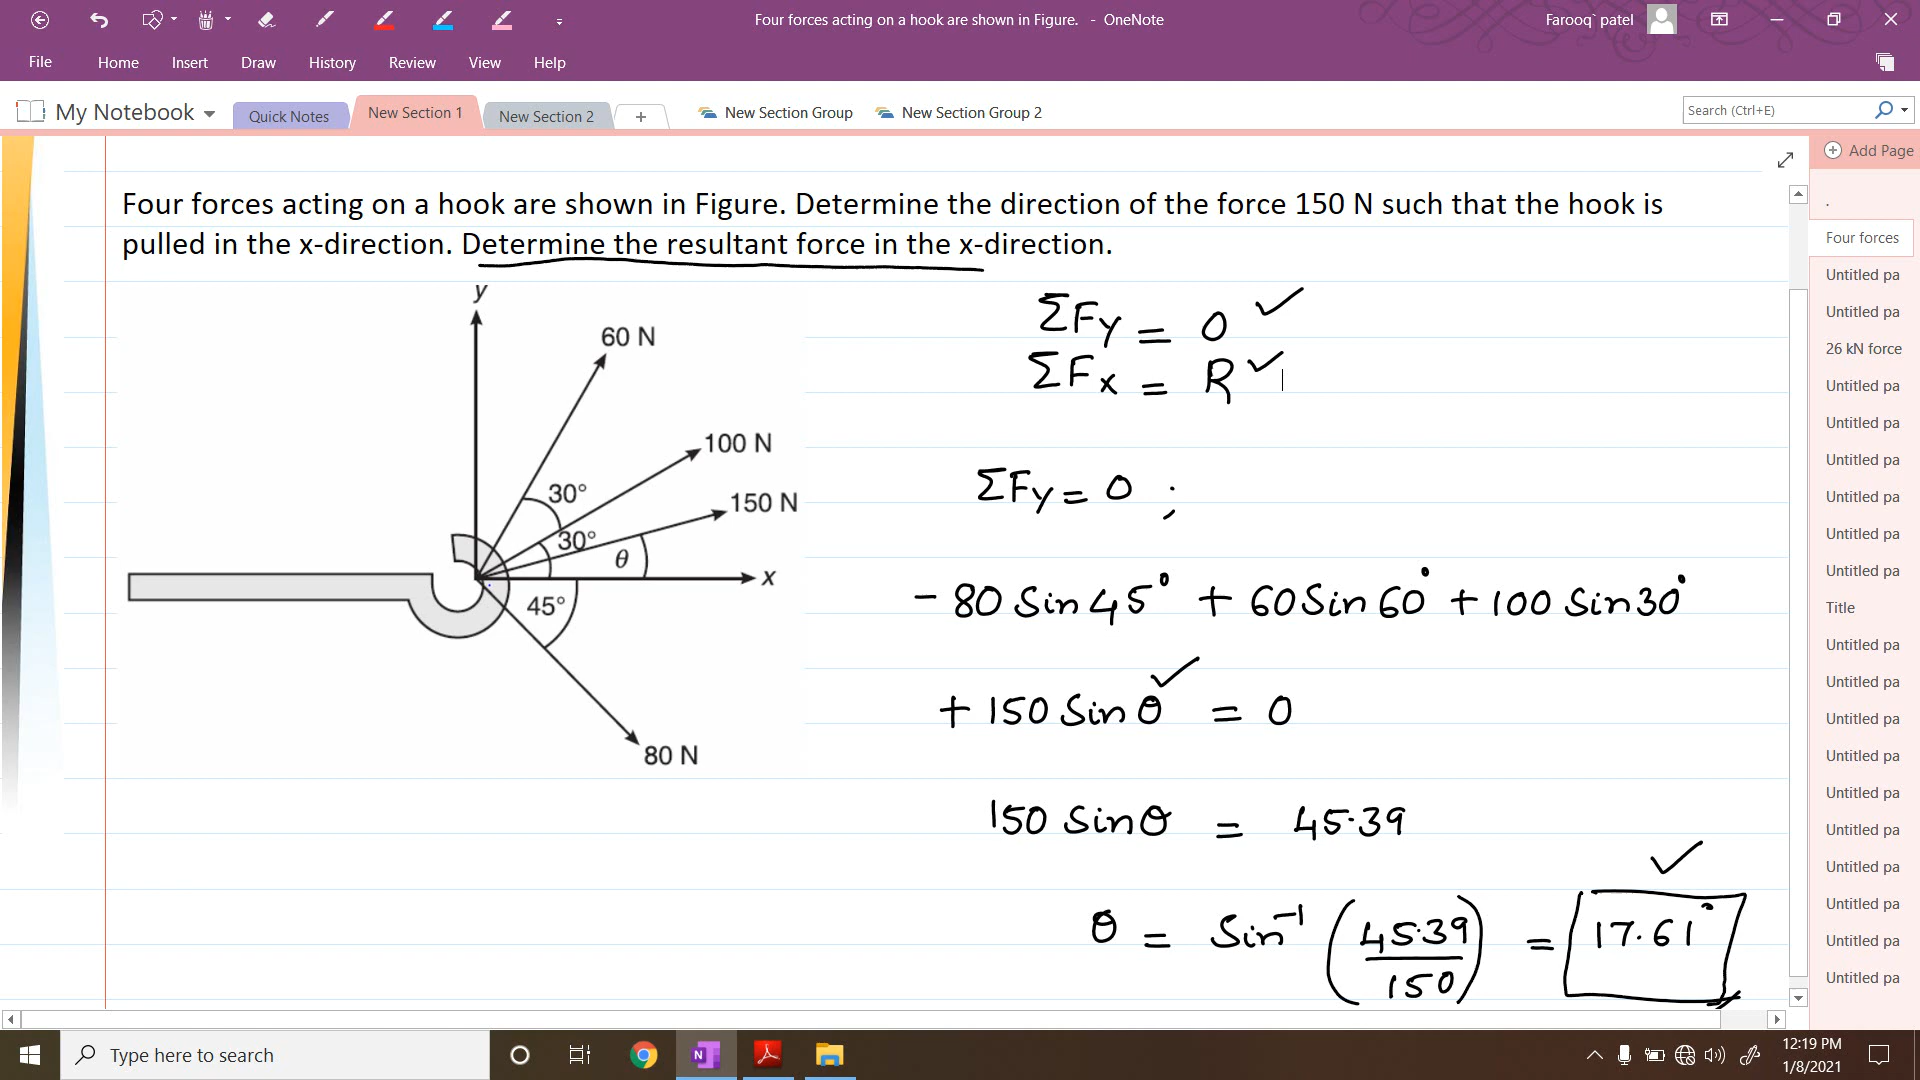 Four forces acting on a hook are shown in Figure. - OneNote
Farooq` patel
File Home Insert Draw History Review View Help
My Notebook
Quick Notes
New Section 1
New Section 2
+
New Section Group
New Section Group 2
Search (Ctrl+E)
Add Page
Four forces acting on a hook are shown in Figure. Determine the direction of the force 150 N such that the hook is
pulled in the x-direction. Determine the resultant force in the x-direction.
y
60 N
100 N
150 N
30°
30°
θ
x
45°
80 N
ΣFy = 0 ✓
ΣFx = R ✓
ΣFy = 0 ;
- 80 Sin 45° + 60 Sin 60° + 100 Sin 30°
+ 150 Sin θ ✓ = 0
150 Sin θ = 45.39
✓
θ = Sin⁻¹ (45.39/150) = 17.61°
.
Four forces
Untitled pa
Untitled pa
26 kN force
Untitled pa
Untitled pa
Untitled pa
Untitled pa
Untitled pa
Untitled pa
Title
Untitled pa
Untitled pa
Untitled pa
Untitled pa
Untitled pa
Untitled pa
Untitled pa
Untitled pa
Untitled pa
Untitled pa
Type here to search
12:19 PM
1/8/2021